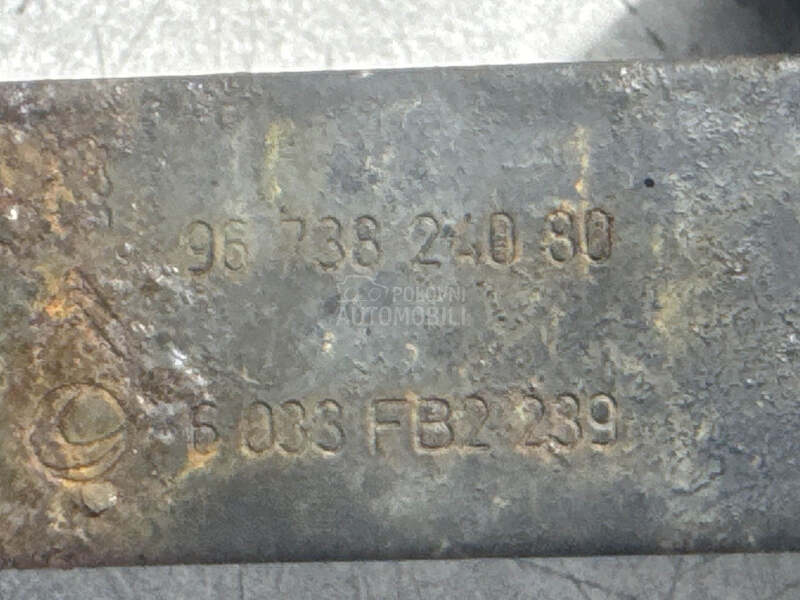 96 738 240 80
POLOVNI
AUTOMOBILI
6 033 FB2 239